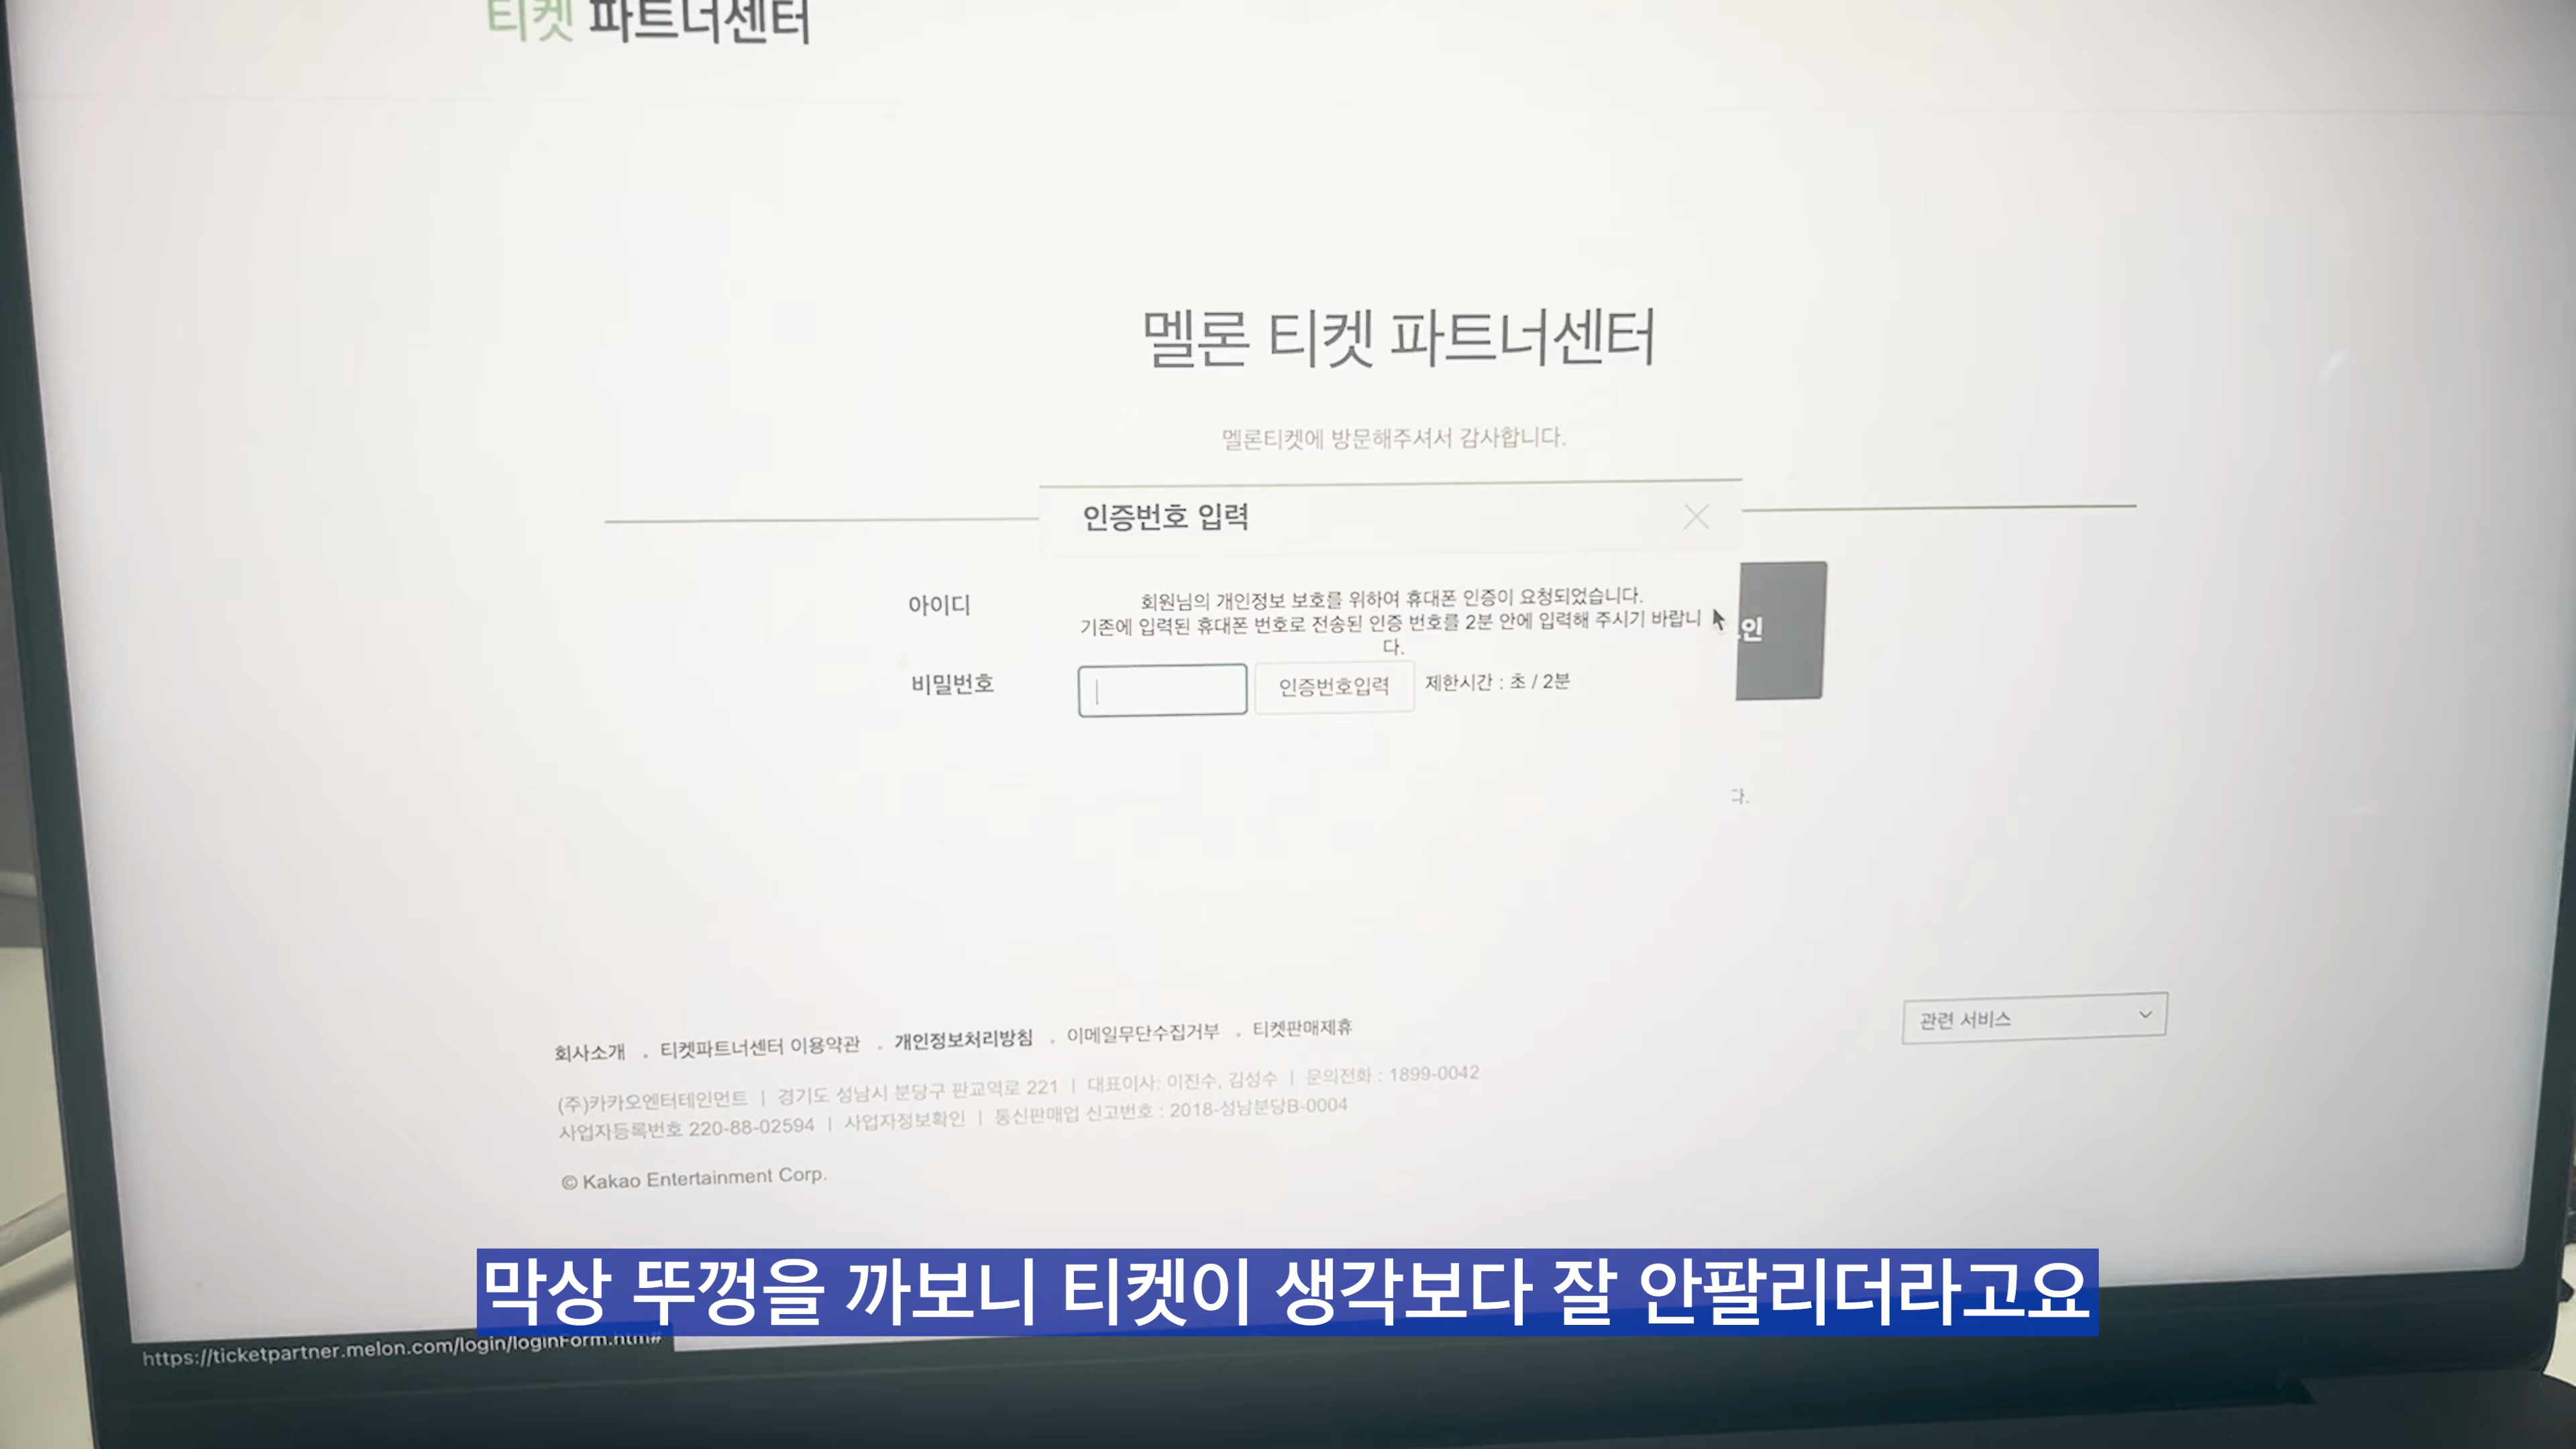 티켓 파트너센터
멜론 티켓 파트너센터
멜론티켓에 방문해주셔서 감사합니다.
인증번호 입력
아이디
회원님의 개인정보 보호를 위하여 휴대폰 인증이 요청되었습니다.
기존에 입력된 휴대폰 번호로 전송된 인증 번호를 2분 안에 입력해 주시기 바랍니
다.
인
비밀번호
인증번호입력
제한시간 : 초 / 2분
다.
관련 서비스
회사소개 . 티켓파트너센터 이용약관 . 개인정보처리방침 . 이메일무단수집거부 . 티켓판매제휴
(주)카카오엔터테인먼트 | 경기도 성남시 분당구 판교역로 221 | 대표이사: 이진수, 김성수 | 문의전화 : 1899-0042
사업자등록번호 220-88-02594 | 사업자정보확인 | 통신판매업 신고번호 : 2018-성남분당B-0004
© Kakao Entertainment Corp.
막상 뚜껑을 까보니 티켓이 생각보다 잘 안팔리더라고요
https://ticketpartner.melon.com/login/loginForm.htm#